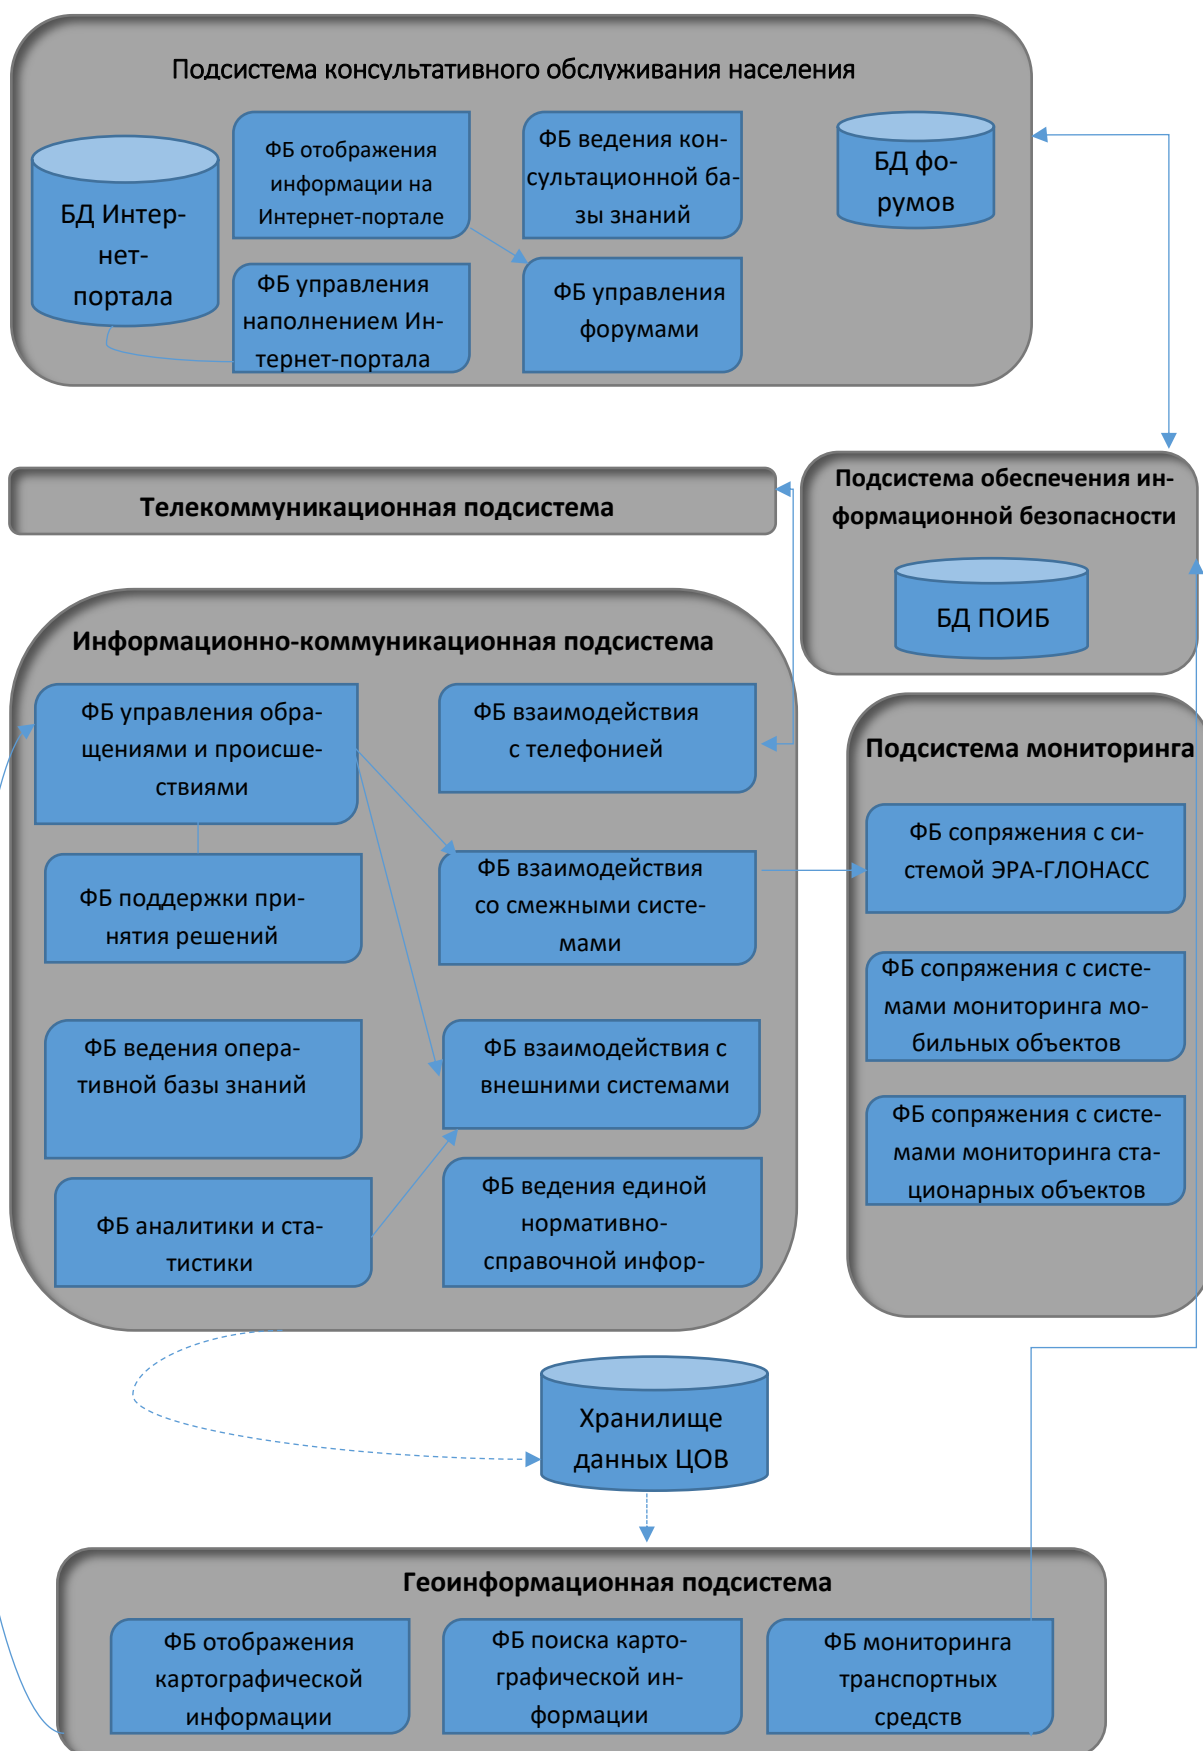 Подсистема консультативного обслуживания населения
БД Интер-
нет-
портала
ФБ отображения
информации на
Интернет-портале
ФБ ведения кон-
сультационной ба-
зы знаний
БД фо-
румов
ФБ управления
наполнением Ин-
тернет-портала
ФБ управления
форумами
Телекоммуникационная подсистема
Подсистема обеспечения ин-
формационной безопасности
БД ПОИБ
Информационно-коммуникационная подсистема
ФБ управления обра-
щениями и происше-
ствиями
ФБ взаимодействия
с телефонией
ФБ поддержки при-
нятия решений
ФБ взаимодействия
со смежными систе-
мами
ФБ ведения опера-
тивной базы знаний
ФБ взаимодействия с
внешними системами
ФБ аналитики и ста-
тистики
ФБ ведения единой
нормативно-
справочной инфор-
Подсистема мониторинга
ФБ сопряжения с си-
стемой ЭРА-ГЛОНАСС
ФБ сопряжения с систе-
мами мониторинга мо-
бильных объектов
ФБ сопряжения с систе-
мами мониторинга ста-
ционарных объектов
Хранилище
данных ЦОВ
Геоинформационная подсистема
ФБ отображения
картографической
информации
ФБ поиска карто-
графической ин-
формации
ФБ мониторинга
транспортных
средств